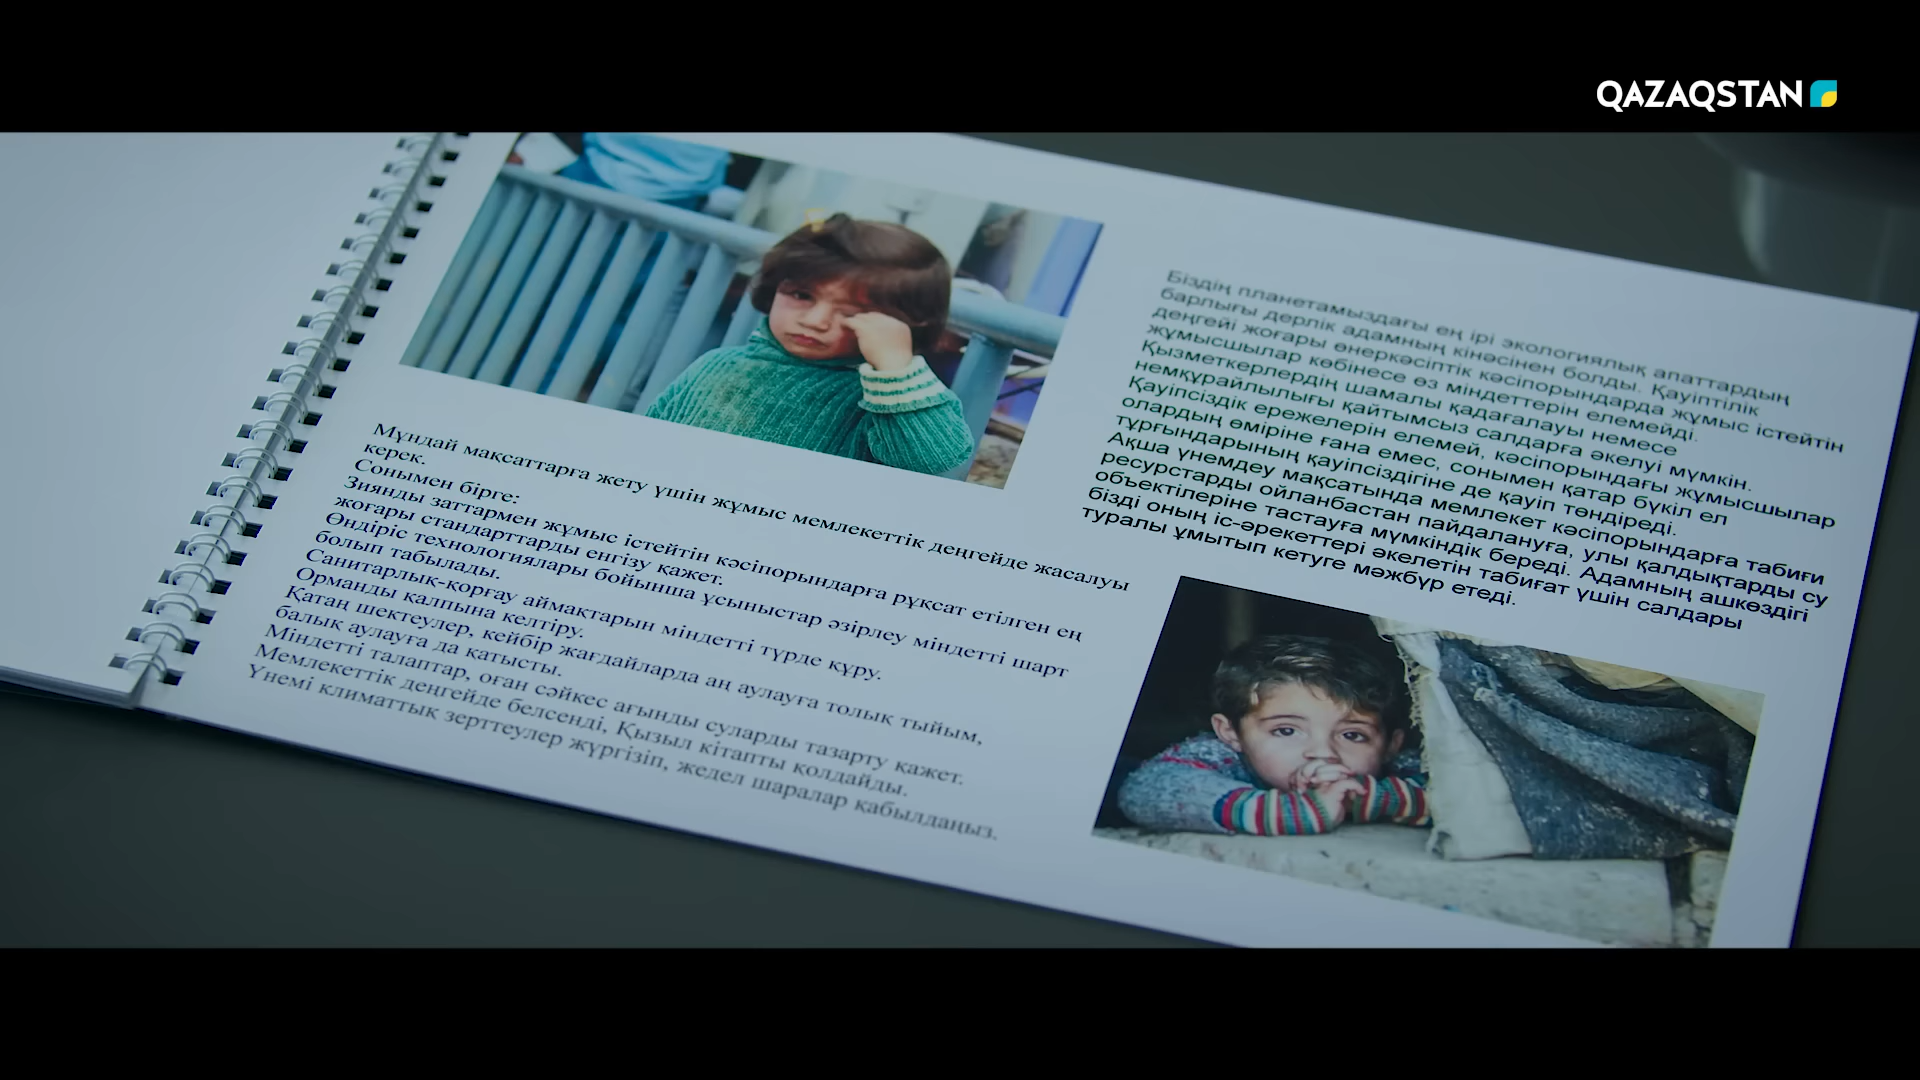 QAZAQSTAN
Мұндай мақсаттарға жету үшін жұмыс мемлекеттік деңгейде жасалуы
керек.
Сонымен бірге:
Зиянды заттармен жұмыс істейтін кәсіпорындарға рұқсат етілген ең
жоғары стандарттарды енгізу қажет.
Өндіріс технологиялары бойынша ұсыныстар әзірлеу міндетті шарт
болып табылады.
Санитарлық-қорғау аймақтарын міндетті түрде құру.
Орманды қалпына келтіру.
Қатаң шектеулер, кейбір жағдайларда аң аулауға толық тыйым,
балық аулауға да қатысты.
Міндетті талаптар, оған сәйкес ағынды суларды тазарту қажет.
Мемлекеттік деңгейде белсенді, Қызыл кітапты қолдайды.
Үнемі климаттық зерттеулер жүргізіп, жедел шаралар қабылдаңыз.
Біздің планетамыздағы ең ірі экологиялық апаттардың
барлығы дерлік адамның кінәсінен болды. Қауіптілік
деңгейі жоғары өнеркәсіптік кәсіпорындарда жұмыс істейтін
жұмысшылар көбінесе өз міндеттерін елемейді.
Қызметкерлердің шамалы қадағалауы немесе
немқұрайлылығы қайтымсыз салдарға әкелуі мүмкін.
Қауіпсіздік ережелерін елемей, кәсіпорындағы жұмысшылар
олардың өміріне ғана емес, сонымен қатар бүкіл ел
тұрғындарының қауіпсіздігіне де қауіп төндіреді.
Ақша үнемдеу мақсатында мемлекет кәсіпорындарға табиғи
ресурстарды ойланбастан пайдалануға, улы қалдықтарды су
объектілеріне тастауға мүмкіндік береді. Адамның ашкөздігі
бізді оның іс-әрекеттері әкелетін табиғат үшін салдары
туралы ұмытып кетуге мәжбүр етеді.